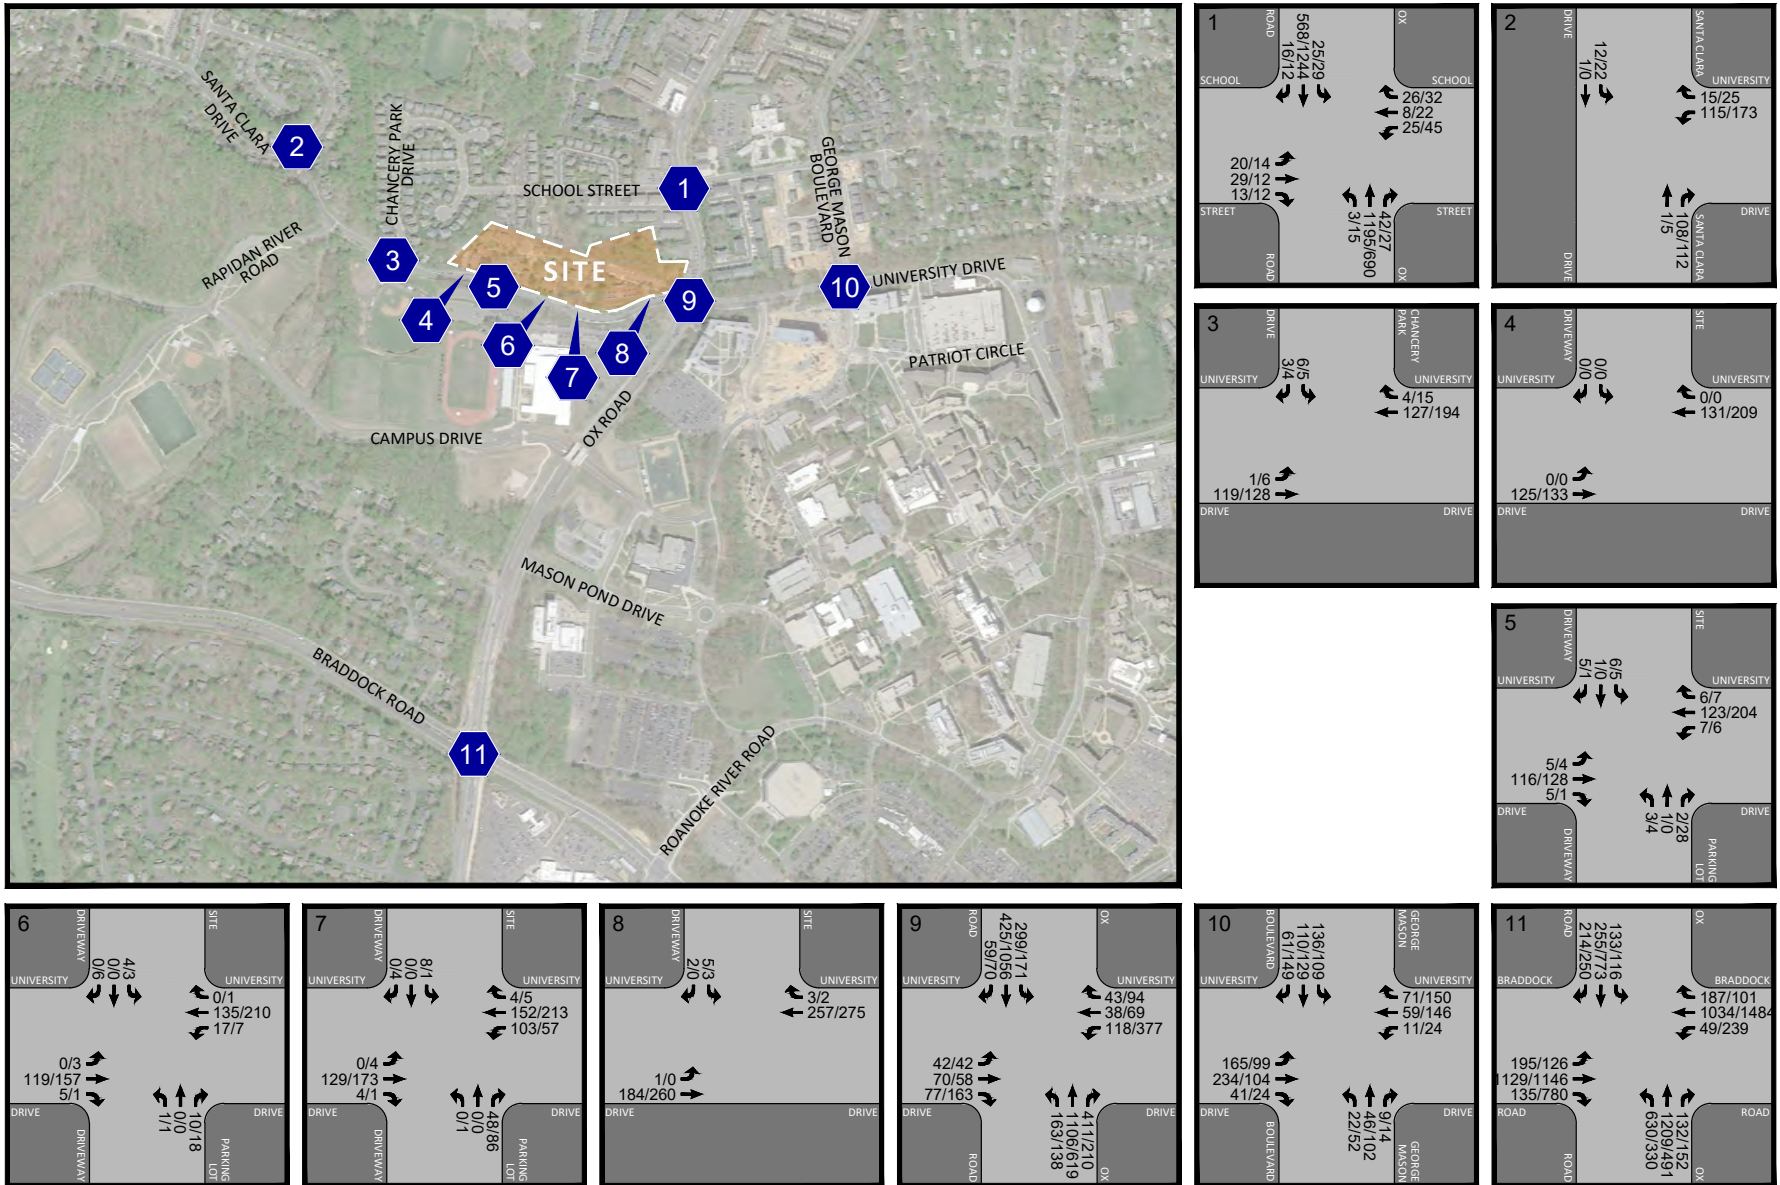 SANTA CLARA
DRIVE
2
CHANCERY PARK
DRIVE
SCHOOL STREET
1
GEORGE MASON
BOULEVARD
RAPIDAN RIVER
ROAD
3
SITE
UNIVERSITY DRIVE
4
5
6
7
8
9
10
PATRIOT CIRCLE
CAMPUS DRIVE
OX ROAD
MASON POND DRIVE
BRADDOCK ROAD
11
ROANOKE RIVER ROAD
1
ROAD
OX
16/12
568/1244
25/29
SCHOOL
SCHOOL
26/32
8/22
25/45
20/14
29/12
13/12
3/15
1195/690
42/27
STREET
STREET
ROAD
OX
2
DRIVE
SANTA CLARA
1/0
12/22
UNIVERSITY
15/25
115/173
1/5
108/112
DRIVE
DRIVE
SANTA CLARA
3
DRIVE
CHANCERY
PARK
3/4
6/5
UNIVERSITY
UNIVERSITY
4/15
127/194
1/6
119/128
DRIVE
DRIVE
4
DRIVEWAY
SITE
0/0
0/0
UNIVERSITY
UNIVERSITY
0/0
131/209
0/0
125/133
DRIVE
DRIVE
5
DRIVEWAY
SITE
5/1
1/0
6/5
UNIVERSITY
UNIVERSITY
6/7
123/204
7/6
5/4
116/128
5/1
3/4
1/0
2/28
DRIVE
DRIVE
DRIVEWAY
PARKING
LOT
6
DRIVEWAY
SITE
0/6
0/0
4/3
UNIVERSITY
UNIVERSITY
0/1
135/210
17/7
0/3
119/157
5/1
1/1
0/0
10/18
DRIVE
DRIVE
DRIVEWAY
PARKING
LOT
7
DRIVEWAY
SITE
0/4
0/0
8/1
UNIVERSITY
UNIVERSITY
4/5
152/213
103/57
0/4
129/173
4/1
0/1
0/0
48/86
DRIVE
DRIVE
DRIVEWAY
PARKING
LOT
8
DRIVEWAY
SITE
2/0
5/3
UNIVERSITY
UNIVERSITY
3/2
257/275
1/0
184/260
DRIVE
DRIVE
9
ROAD
OX
59/70
425/1056
299/171
UNIVERSITY
UNIVERSITY
43/94
38/69
118/377
42/42
70/58
77/163
163/138
1106/619
411/210
DRIVE
DRIVE
ROAD
OX
10
BOULEVARD
GEORGE
MASON
61/149
110/129
136/109
UNIVERSITY
UNIVERSITY
71/150
59/146
11/24
165/99
234/104
41/24
22/52
46/102
9/14
DRIVE
DRIVE
BOULEVARD
GEORGE
MASON
11
ROAD
OX
214/250
255/773
133/116
BRADDOCK
BRADDOCK
187/101
1034/1484
49/239
195/126
1129/1146
135/780
630/330
1209/491
132/152
ROAD
ROAD
ROAD
OX